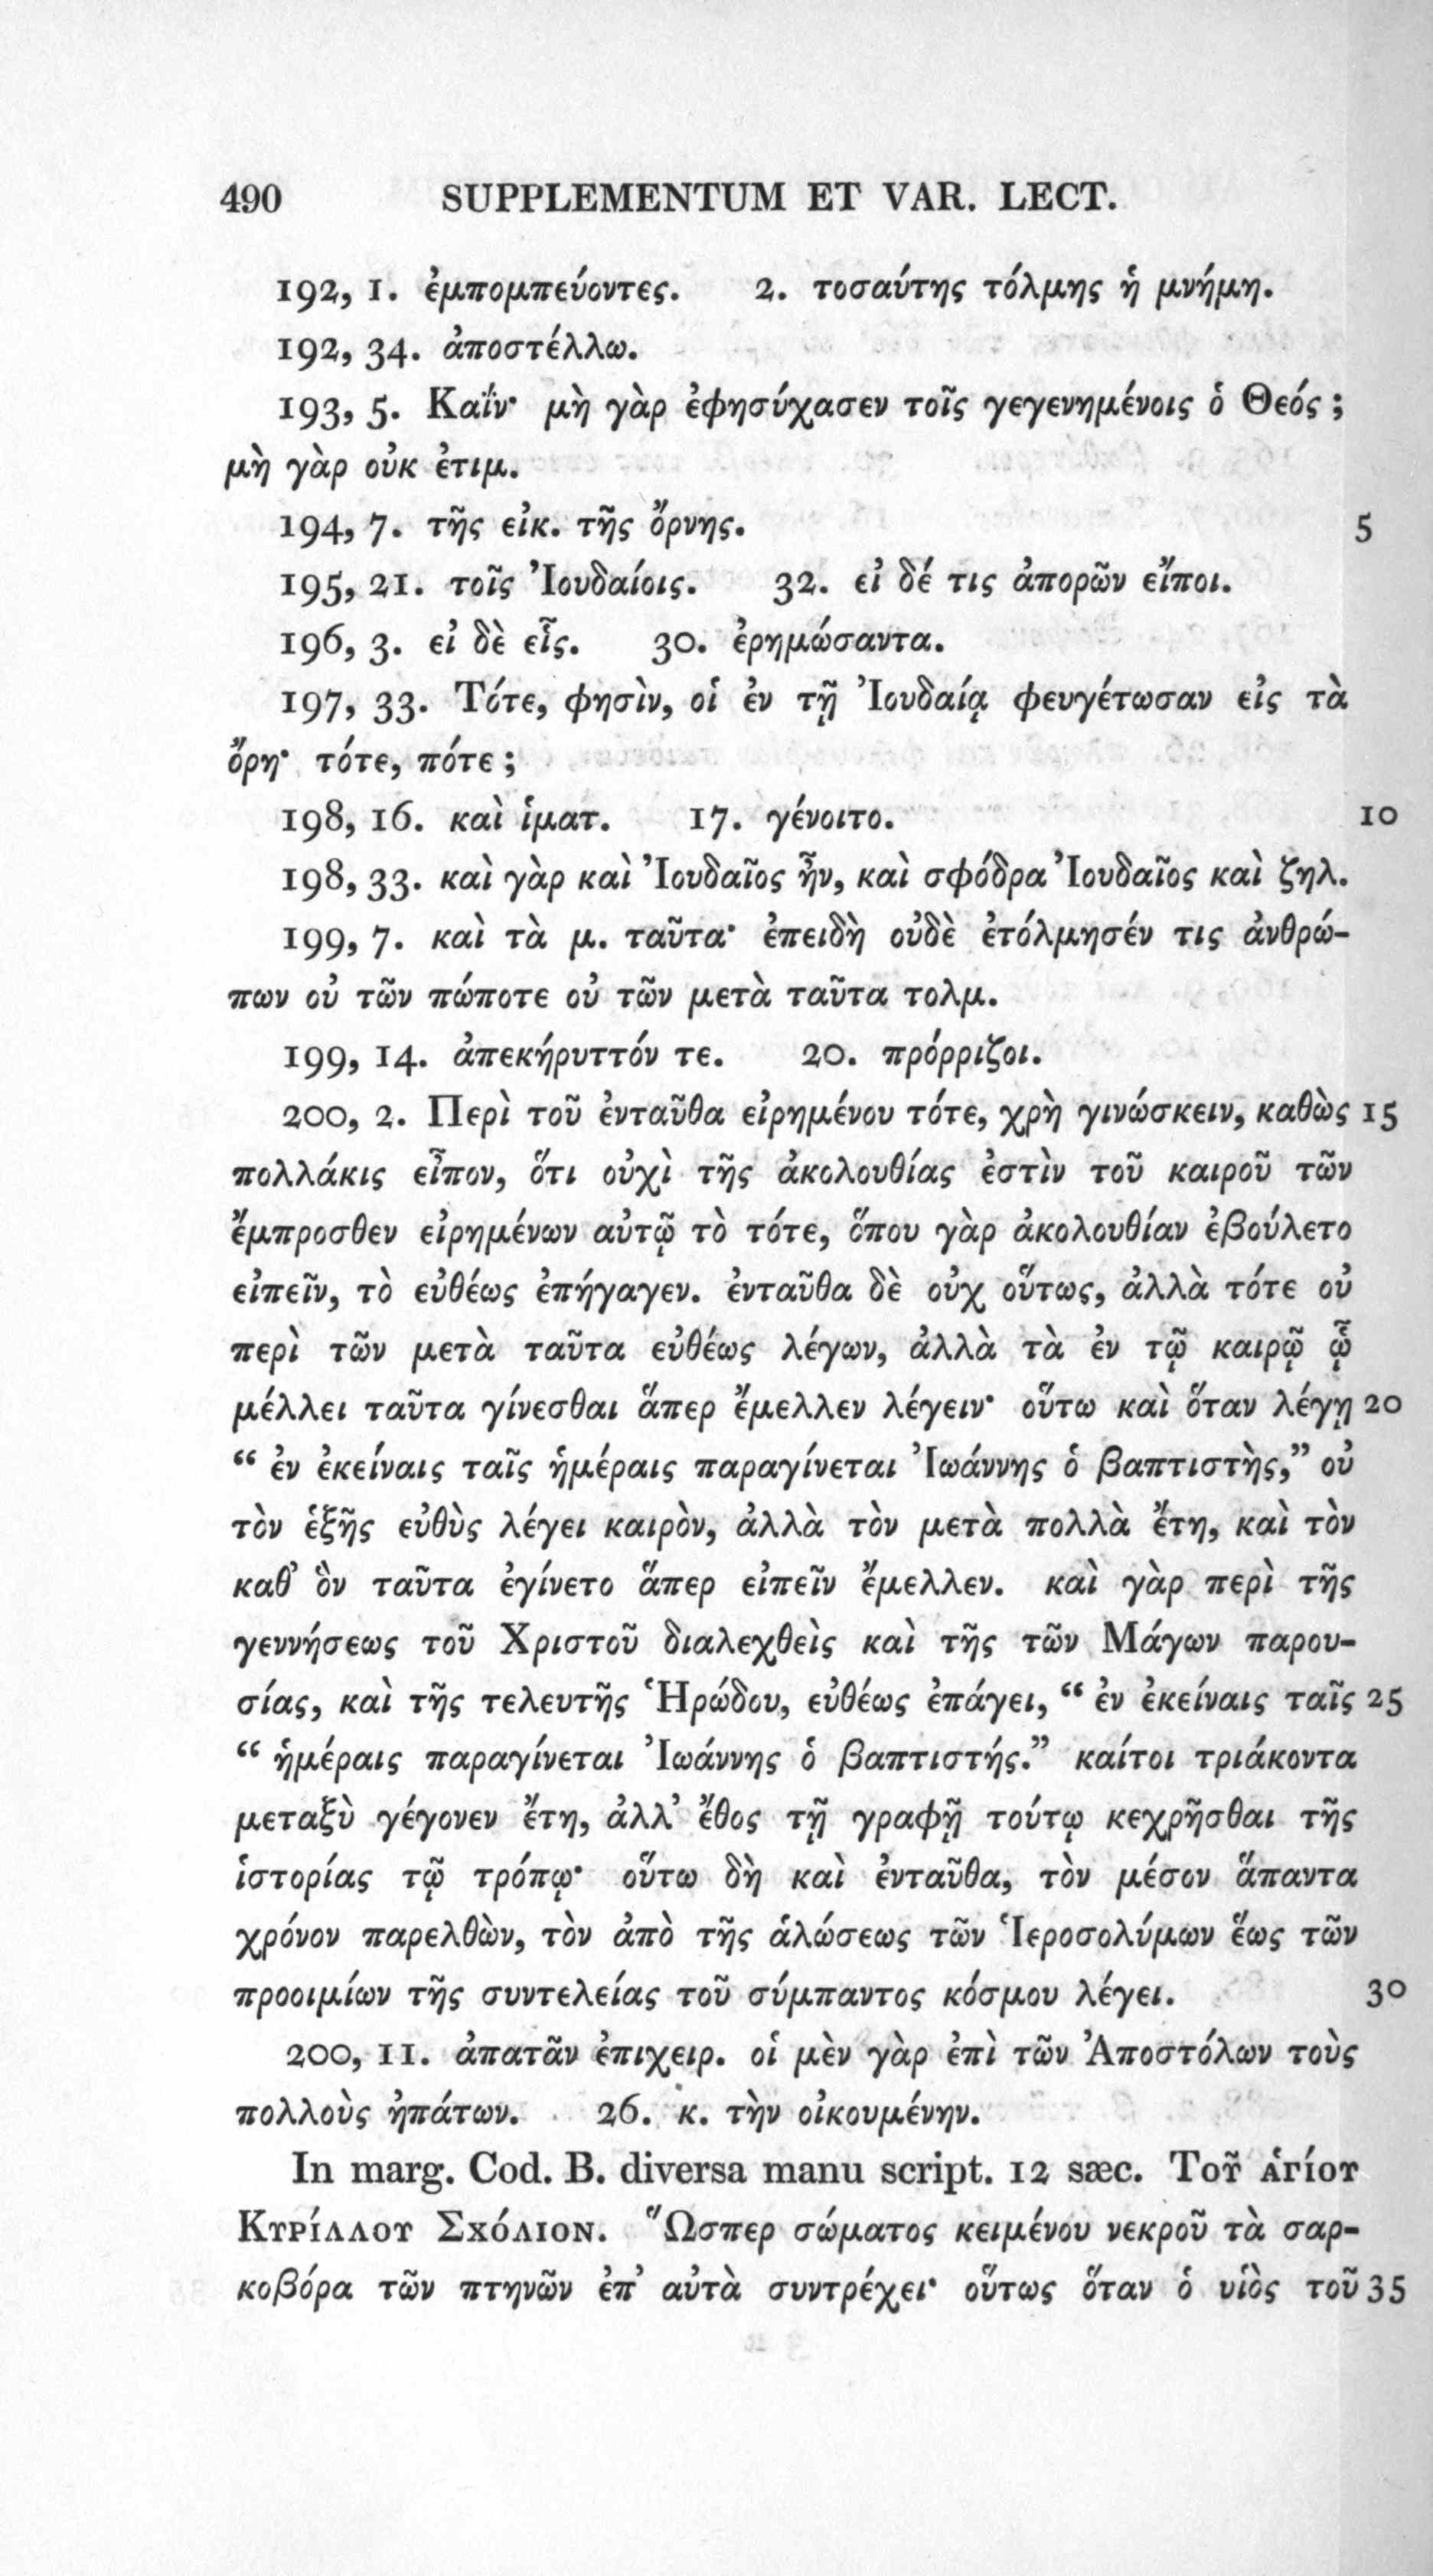 490 SUPPLEMENTUM ET VAR. LECT.
192, 1. ἐμπομπεύοντες. 2. τοσαύτης τόλμης ἡ μνήμη.
192, 34. ἀποστέλλω.
193, 5. Καΐν· μὴ γὰρ ἐφησύχασεν τοῖς γεγενημένοις ὁ Θεός ;
μὴ γὰρ οὐκ ἐτιμ.
194, 7. τῆς εἰκ. τῆς ὄρνης. 5
195, 21. τοῖς Ἰουδαίοις. 32. εἰ δέ τις ἀπορῶν εἴποι.
196, 3. εἰ δὲ εἷς. 30. ἐρημώσαντα.
197, 33. Τότε, φησὶν, οἱ ἐν τῇ Ἰουδαίᾳ φευγέτωσαν εἰς τὰ
ὄρη· τότε, πότε ;
198, 16. καὶ ἱματ. 17. γένοιτο. 10
198, 33. καὶ γὰρ καὶ Ἰουδαῖος ἦν, καὶ σφόδρα Ἰουδαῖος καὶ ζηλ.
199, 7. καὶ τὰ μ. ταῦτα· ἐπειδὴ οὐδὲ ἐτόλμησέν τις ἀνθρώ-
πων οὐ τῶν πώποτε οὐ τῶν μετὰ ταῦτα τολμ.
199, 14. ἀπεκήρυττόν τε. 20. πρόρριζοι.
200, 2. Περὶ τοῦ ἐνταῦθα εἰρημένου τότε, χρὴ γινώσκειν, καθὼς 15
πολλάκις εἶπον, ὅτι οὐχὶ τῆς ἀκολουθίας ἐστὶν τοῦ καιροῦ τῶν
ἔμπροσθεν εἰρημένων αὐτῷ τὸ τότε, ὅπου γὰρ ἀκολουθίαν ἐβούλετο
εἰπεῖν, τὸ εὐθέως ἐπήγαγεν. ἐνταῦθα δὲ οὐχ οὕτως, ἀλλὰ τότε οὐ
περὶ τῶν μετὰ ταῦτα εὐθέως λέγων, ἀλλὰ τὰ ἐν τῷ καιρῷ ᾧ
μέλλει ταῦτα γίνεσθαι ἅπερ ἔμελλεν λέγειν· οὕτω καὶ ὅταν λέγῃ 20
“ ἐν ἐκείναις ταῖς ἡμέραις παραγίνεται Ἰωάννης ὁ βαπτιστὴς,” οὐ
τὸν ἑξῆς εὐθὺς λέγει καιρὸν, ἀλλὰ τὸν μετὰ πολλὰ ἔτη, καὶ τὸν
καθ’ ὃν ταῦτα ἐγίνετο ἅπερ εἰπεῖν ἔμελλεν. καὶ γὰρ περὶ τῆς
γεννήσεως τοῦ Χριστοῦ διαλεχθεὶς καὶ τῆς τῶν Μάγων παρου-
σίας, καὶ τῆς τελευτῆς Ἡρώδου, εὐθέως ἐπάγει, “ ἐν ἐκείναις ταῖς 25
“ ἡμέραις παραγίνεται Ἰωάννης ὁ βαπτιστής.” καίτοι τριάκοντα
μεταξὺ γέγονεν ἔτη, ἀλλ’ ἔθος τῇ γραφῇ τούτῳ κεχρῆσθαι τῆς
ἱστορίας τῷ τρόπῳ· οὕτω δὴ καὶ ἐνταῦθα, τὸν μέσον ἅπαντα
χρόνον παρελθὼν, τὸν ἀπὸ τῆς ἁλώσεως τῶν Ἱεροσολύμων ἕως τῶν
προοιμίων τῆς συντελείας τοῦ σύμπαντος κόσμου λέγει. 30
200, 11. ἀπατᾶν ἐπιχειρ. οἱ μὲν γὰρ ἐπὶ τῶν Ἀποστόλων τοὺς
πολλοὺς ἠπάτων. 26. κ. τὴν οἰκουμένην.
In marg. Cod. B. diversa manu script. 12 sæc. Τοῦ ἁγίου
Κυρίλλου Σχόλιον. Ὥσπερ σώματος κειμένου νεκροῦ τὰ σαρ-
κοβόρα τῶν πτηνῶν ἐπ’ αὐτὰ συντρέχει· οὕτως ὅταν ὁ υἱὸς τοῦ 35